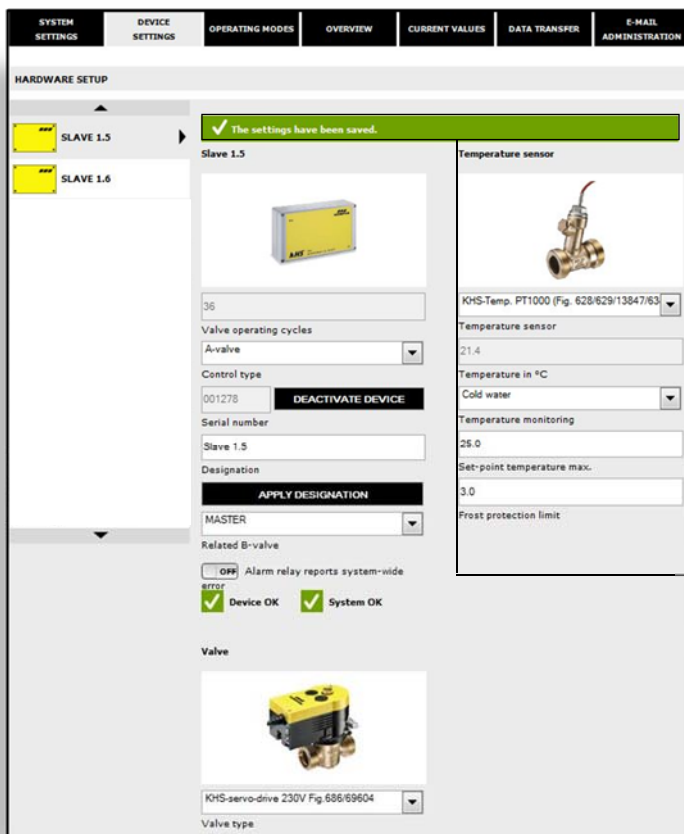 SYSTEM SETTINGS
DEVICE SETTINGS
OPERATING MODES
OVERVIEW
CURRENT VALUES
DATA TRANSFER
E-MAIL ADMINISTRATION
HARDWARE SETUP
SLAVE 1.5
SLAVE 1.6
The settings have been saved.
Slave 1.5
KHS
36
Valve operating cycles
A-valve
Control type
001278
DEACTIVATE DEVICE
Serial number
Slave 1.5
Designation
APPLY DESIGNATION
MASTER
Related B-valve
OFF Alarm relay reports system-wide
error
Device OK
System OK
Valve
KHS-servo-drive 230V Fig.686/69604
Valve type
Temperature sensor
KHS-Temp. PT1000 (Fig. 628/629/13847/63
Temperature sensor
21.4
Temperature in °C
Cold water
Temperature monitoring
25.0
Set-point temperature max.
3.0
Frost protection limit